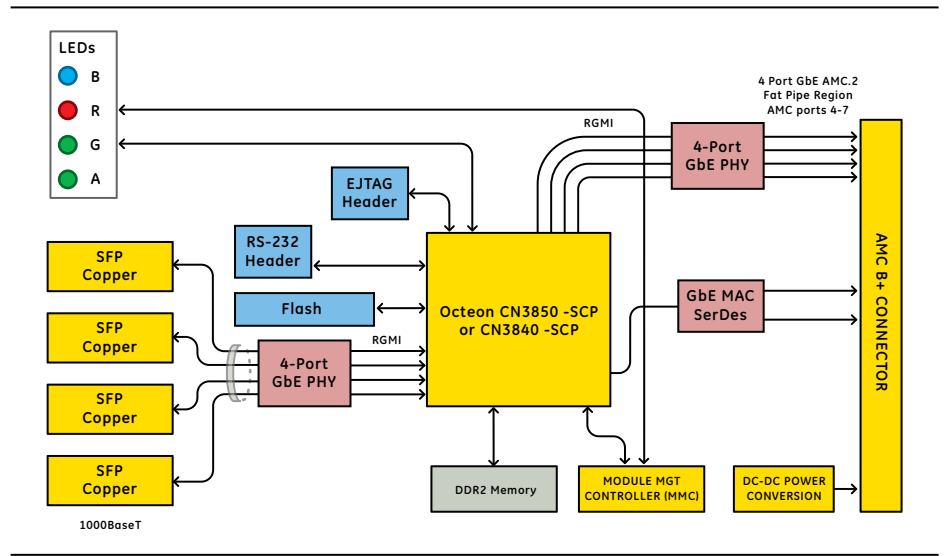 LEDs
B
R
G
A
4 Port GbE AMC.2
Fat Pipe Region
AMC ports 4-7
RGMI
4-Port
GbE PHY
EJTAG
Header
RS-232
Header
Flash
SFP
Copper
SFP
Copper
SFP
Copper
SFP
Copper
1000BaseT
4-Port
GbE PHY
RGMI
Octeon CN3850 -SCP
or CN3840 -SCP
GbE MAC
SerDes
AMC B+ CONNECTOR
DDR2 Memory
MODULE MGT
CONTROLLER (MMC)
DC-DC POWER
CONVERSION